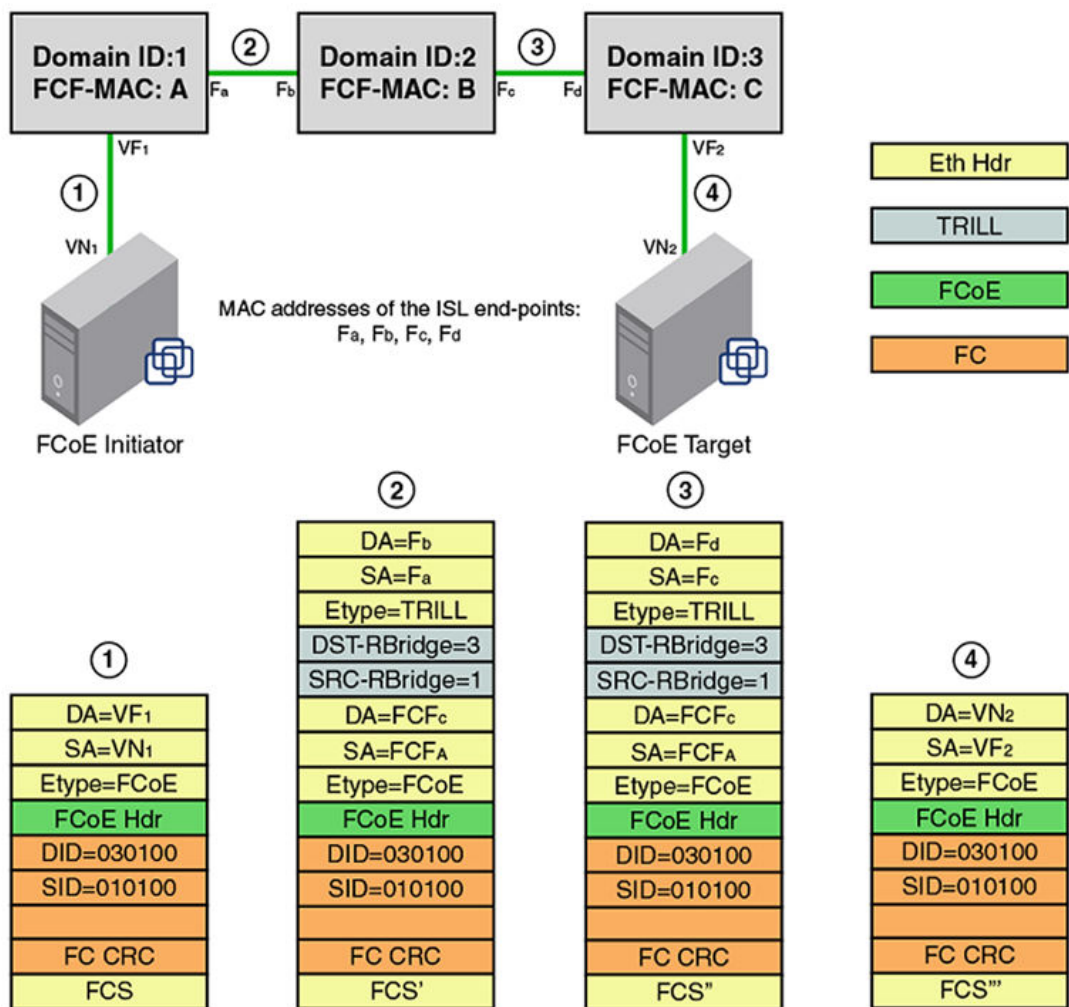 Domain ID:1
FCF-MAC: A
②
Domain ID:2
FCF-MAC: B
③
Domain ID:3
FCF-MAC: C
Fa
Fb
Fc
Fd
VF1
VF2
①
④
VN1
VN2
MAC addresses of the ISL end-points:
Fa, Fb, Fc, Fd
FCoE Initiator
FCoE Target
Eth Hdr
TRILL
FCoE
FC
①
DA=VF1
SA=VN1
Etype=FCoE
FCoE Hdr
DID=030100
SID=010100
FC CRC
FCS
②
DA=Fb
SA=Fa
Etype=TRILL
DST-RBridge=3
SRC-RBridge=1
DA=FCFc
SA=FCFA
Etype=FCoE
FCoE Hdr
DID=030100
SID=010100
FC CRC
FCS'
③
DA=Fd
SA=Fc
Etype=TRILL
DST-RBridge=3
SRC-RBridge=1
DA=FCFc
SA=FCFA
Etype=FCoE
FCoE Hdr
DID=030100
SID=010100
FC CRC
FCS"
④
DA=VN2
SA=VF2
Etype=FCoE
FCoE Hdr
DID=030100
SID=010100
FC CRC
FCS"'